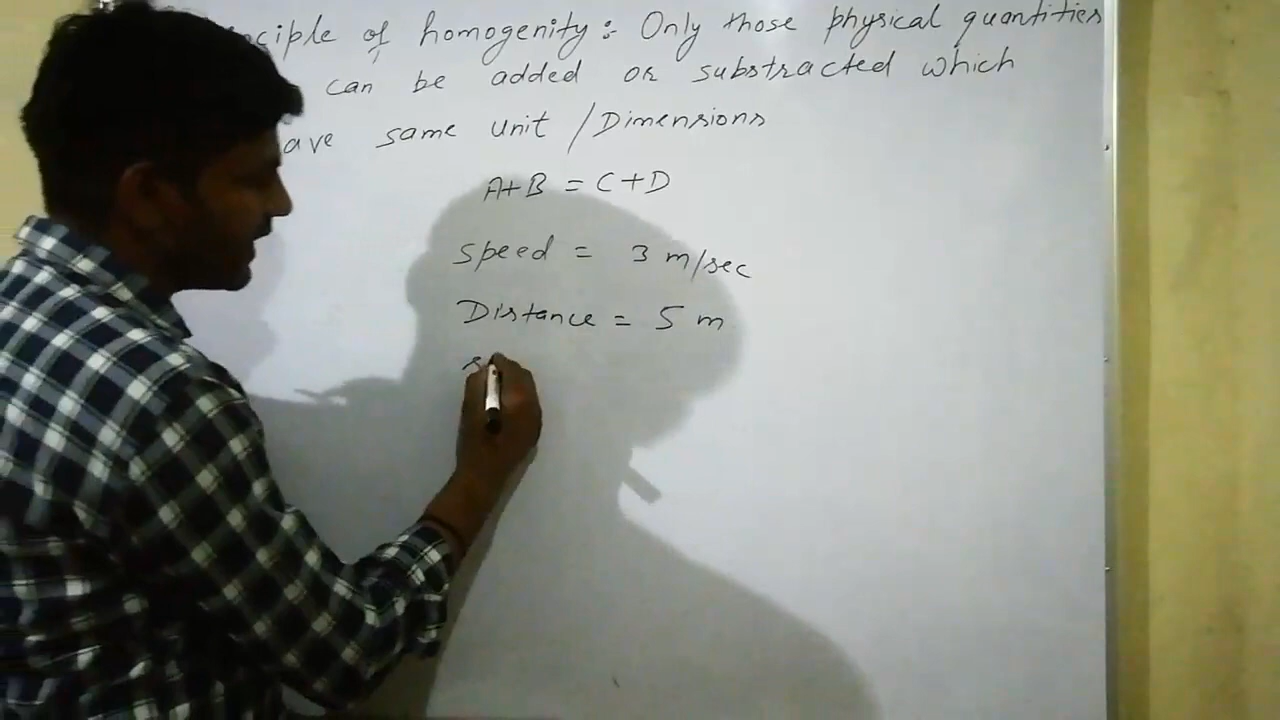 ciple of homogenity : Only those physical quantities
can be added or substracted which
ave same unit / Dimensions
A+B = C+D
Speed = 3 m/sec
Distance = 5 m